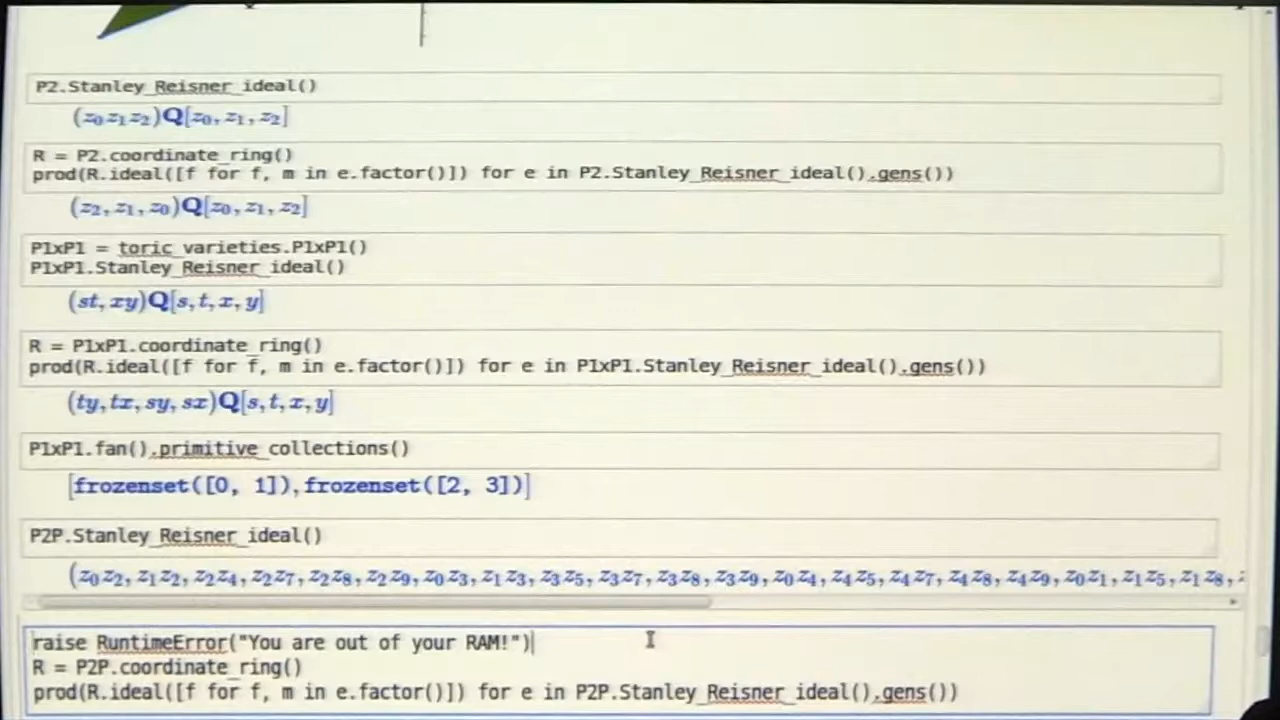 P2.Stanley_Reisner_ideal()
(z₀z₁z₂)Q[z₀, z₁, z₂]
R = P2.coordinate_ring()
prod(R.ideal([f for f, m in e.factor()]) for e in P2.Stanley_Reisner_ideal().gens())
(z₂, z₁, z₀)Q[z₀, z₁, z₂]
P1xP1 = toric_varieties.P1xP1()
P1xP1.Stanley_Reisner_ideal()
(st, xy)Q[s, t, x, y]
R = P1xP1.coordinate_ring()
prod(R.ideal([f for f, m in e.factor()]) for e in P1xP1.Stanley_Reisner_ideal().gens())
(ty, tx, sy, sx)Q[s, t, x, y]
P1xP1.fan().primitive_collections()
[frozenset([0, 1]), frozenset([2, 3])]
P2P.Stanley_Reisner_ideal()
(z₀z₂, z₁z₂, z₂z₄, z₂z₇, z₂z₈, z₂z₉, z₀z₃, z₁z₃, z₃z₅, z₃z₇, z₃z₈, z₃z₉, z₀z₄, z₄z₅, z₄z₇, z₄z₈, z₄z₉, z₀z₁, z₁z₅, z₁z₈,
raise RuntimeError("You are out of your RAM!")
R = P2P.coordinate_ring()
prod(R.ideal([f for f, m in e.factor()]) for e in P2P.Stanley_Reisner_ideal().gens())